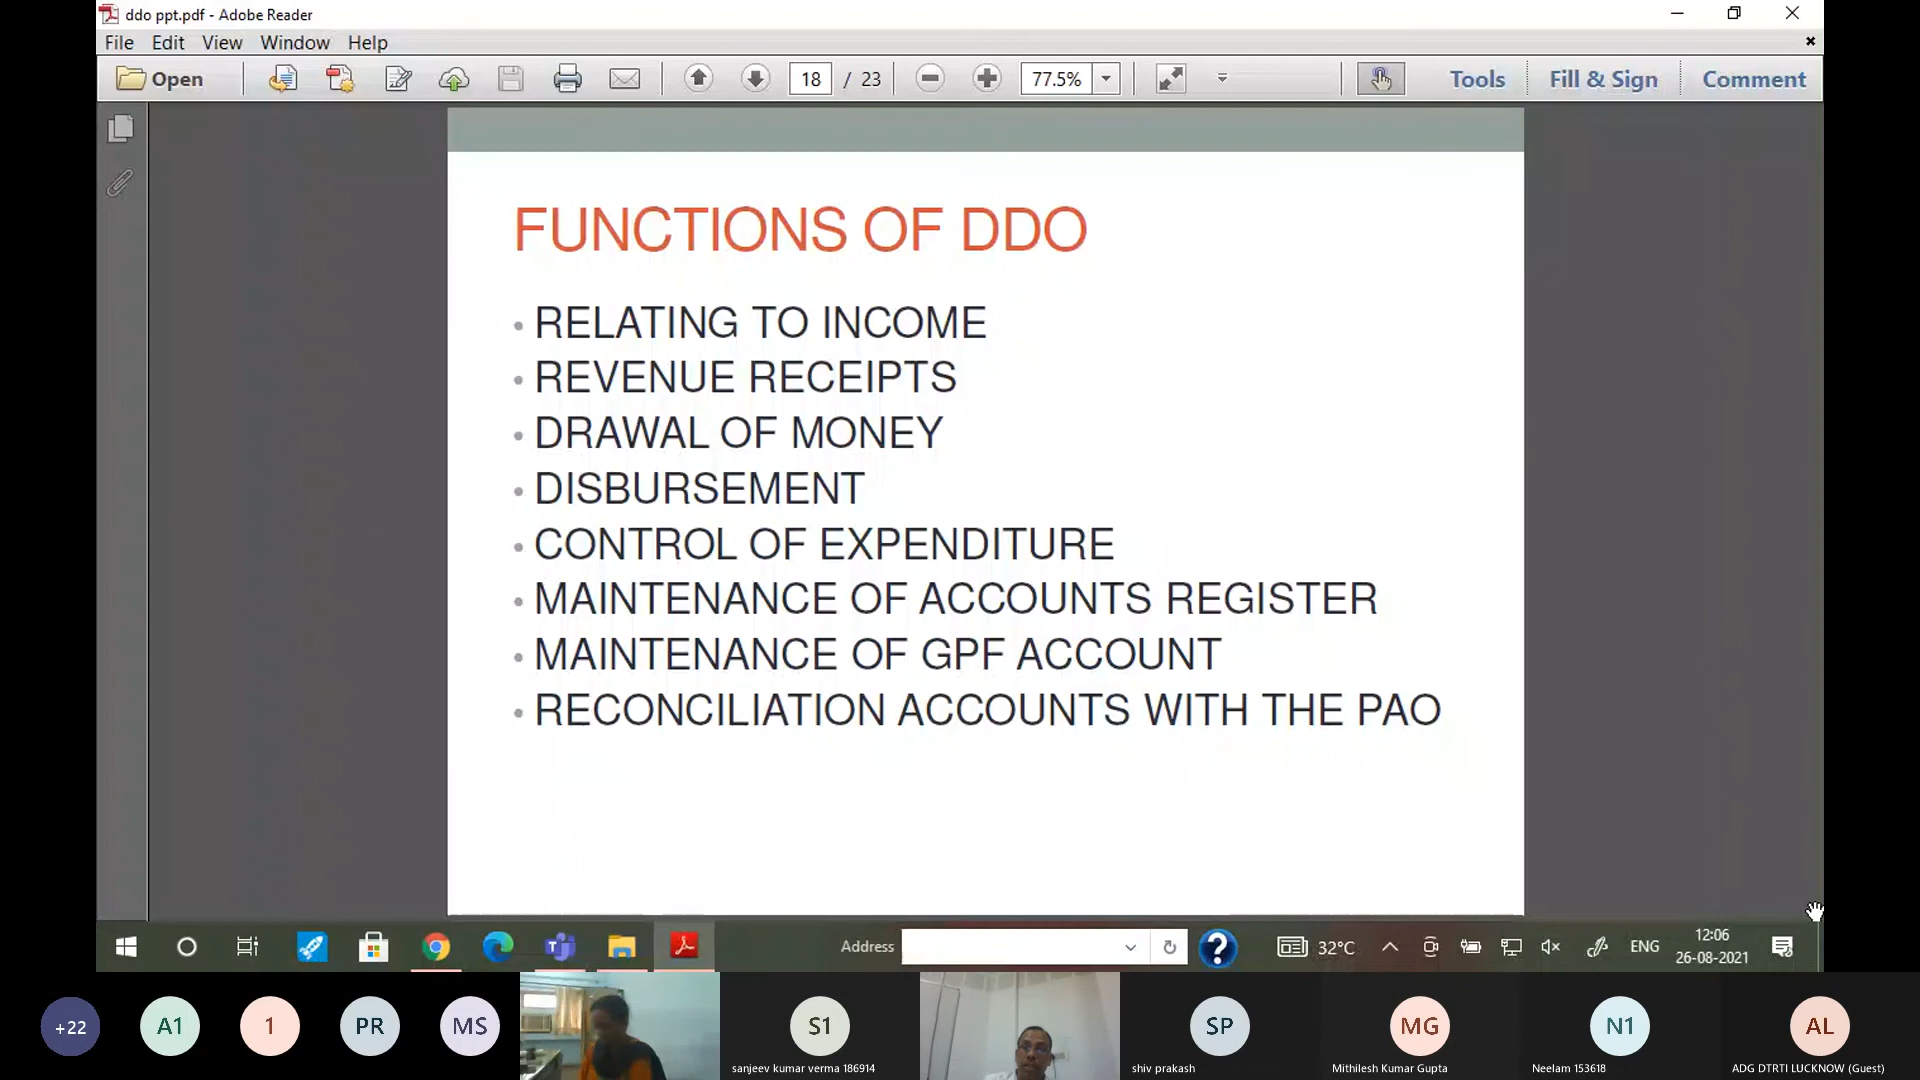 ddo ppt.pdf - Adobe Reader
File Edit View Window Help
Open 18 / 23 77.5% Tools Fill & Sign Comment
FUNCTIONS OF DDO
• RELATING TO INCOME
• REVENUE RECEIPTS
• DRAWAL OF MONEY
• DISBURSEMENT
• CONTROL OF EXPENDITURE
• MAINTENANCE OF ACCOUNTS REGISTER
• MAINTENANCE OF GPF ACCOUNT
• RECONCILIATION ACCOUNTS WITH THE PAO
Address 32°C ENG 12:06
26-08-2021
+22 A1 1 PR MS S1 SP MG N1 AL
sanjeev kumar verma 186914 shiv prakash Mithilesh Kumar Gupta Neelam 153618 ADG DTRTI LUCKNOW (Guest)